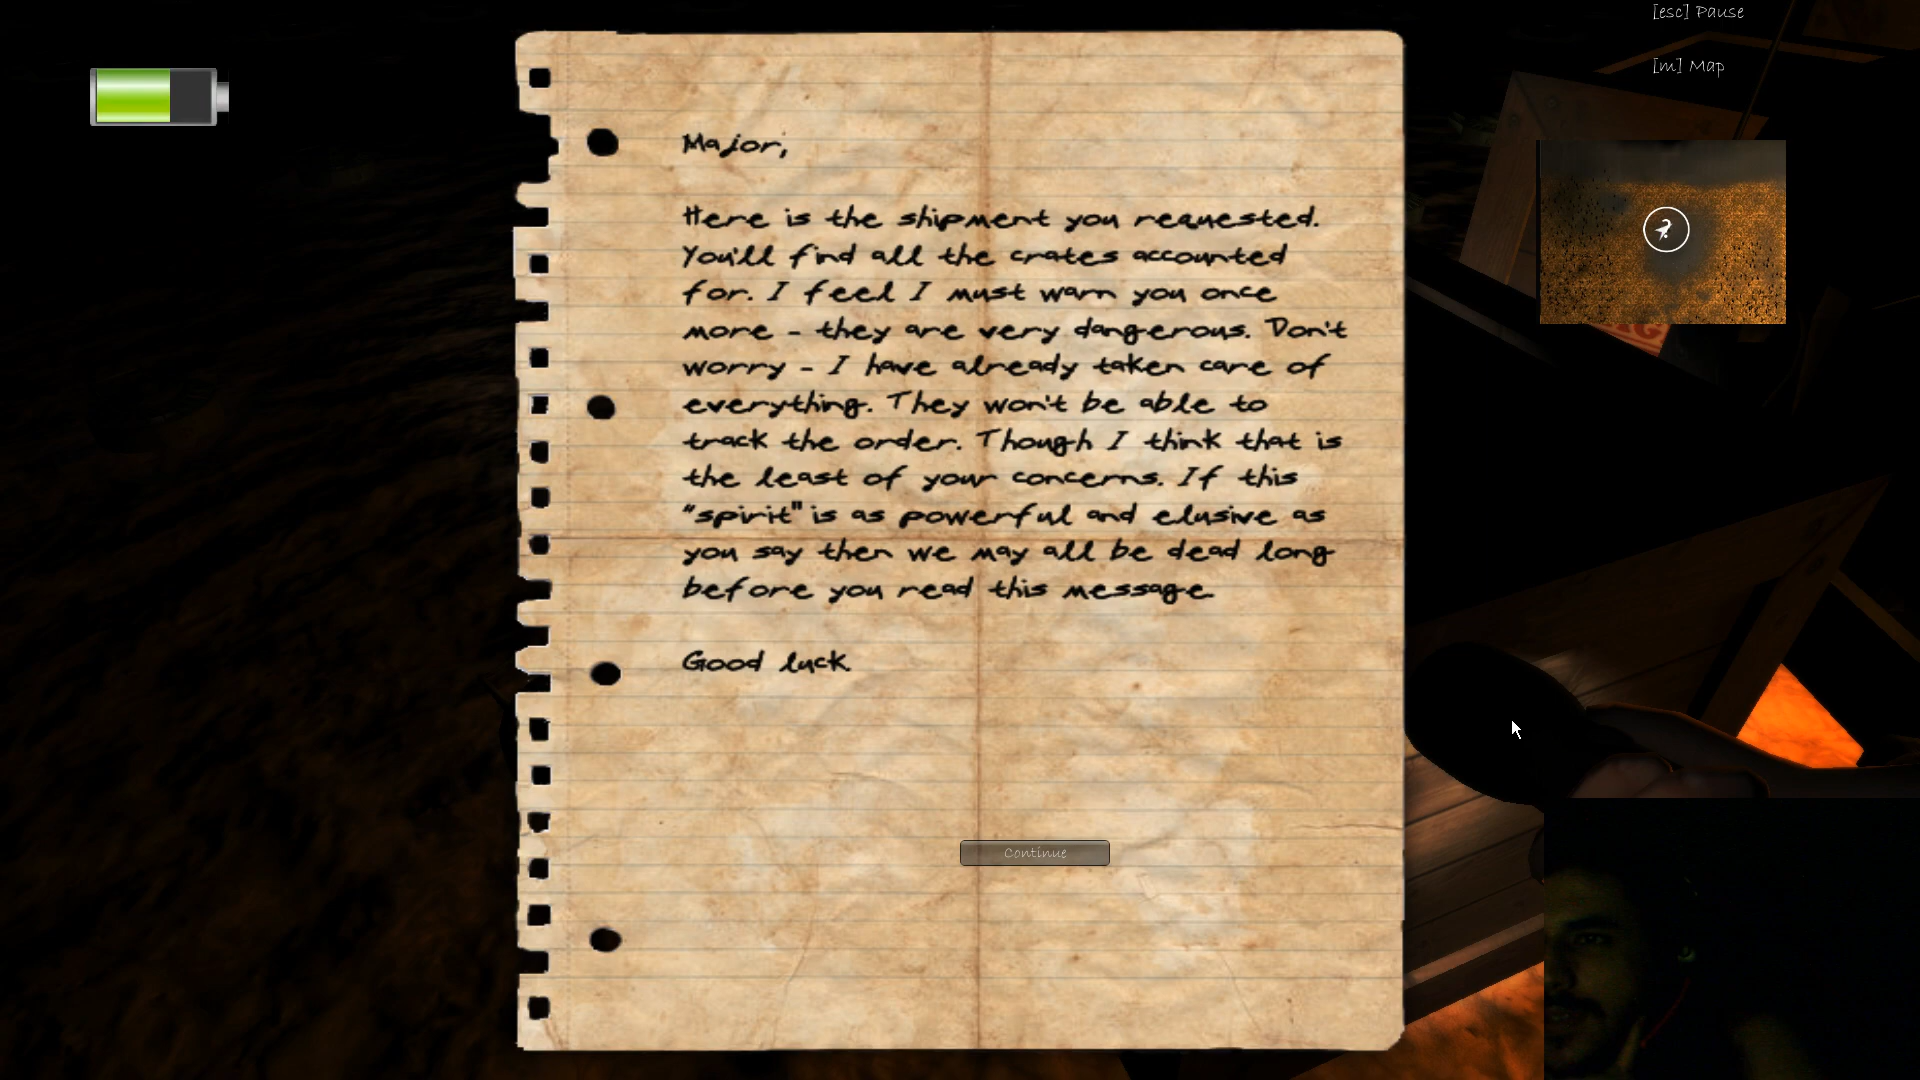 [esc] Pause
[m] Map
Major,
Here is the shipment you requested.
You'll find all the crates accounted
for. I feel I must warn you once
more - they are very dangerous. Don't
worry - I have already taken care of
everything. They won't be able to
track the order. Though I think that is
the least of your concerns. If this
"spirit" is as powerful and elusive as
you say then we may all be dead long
before you read this message.
Good luck.
Continue